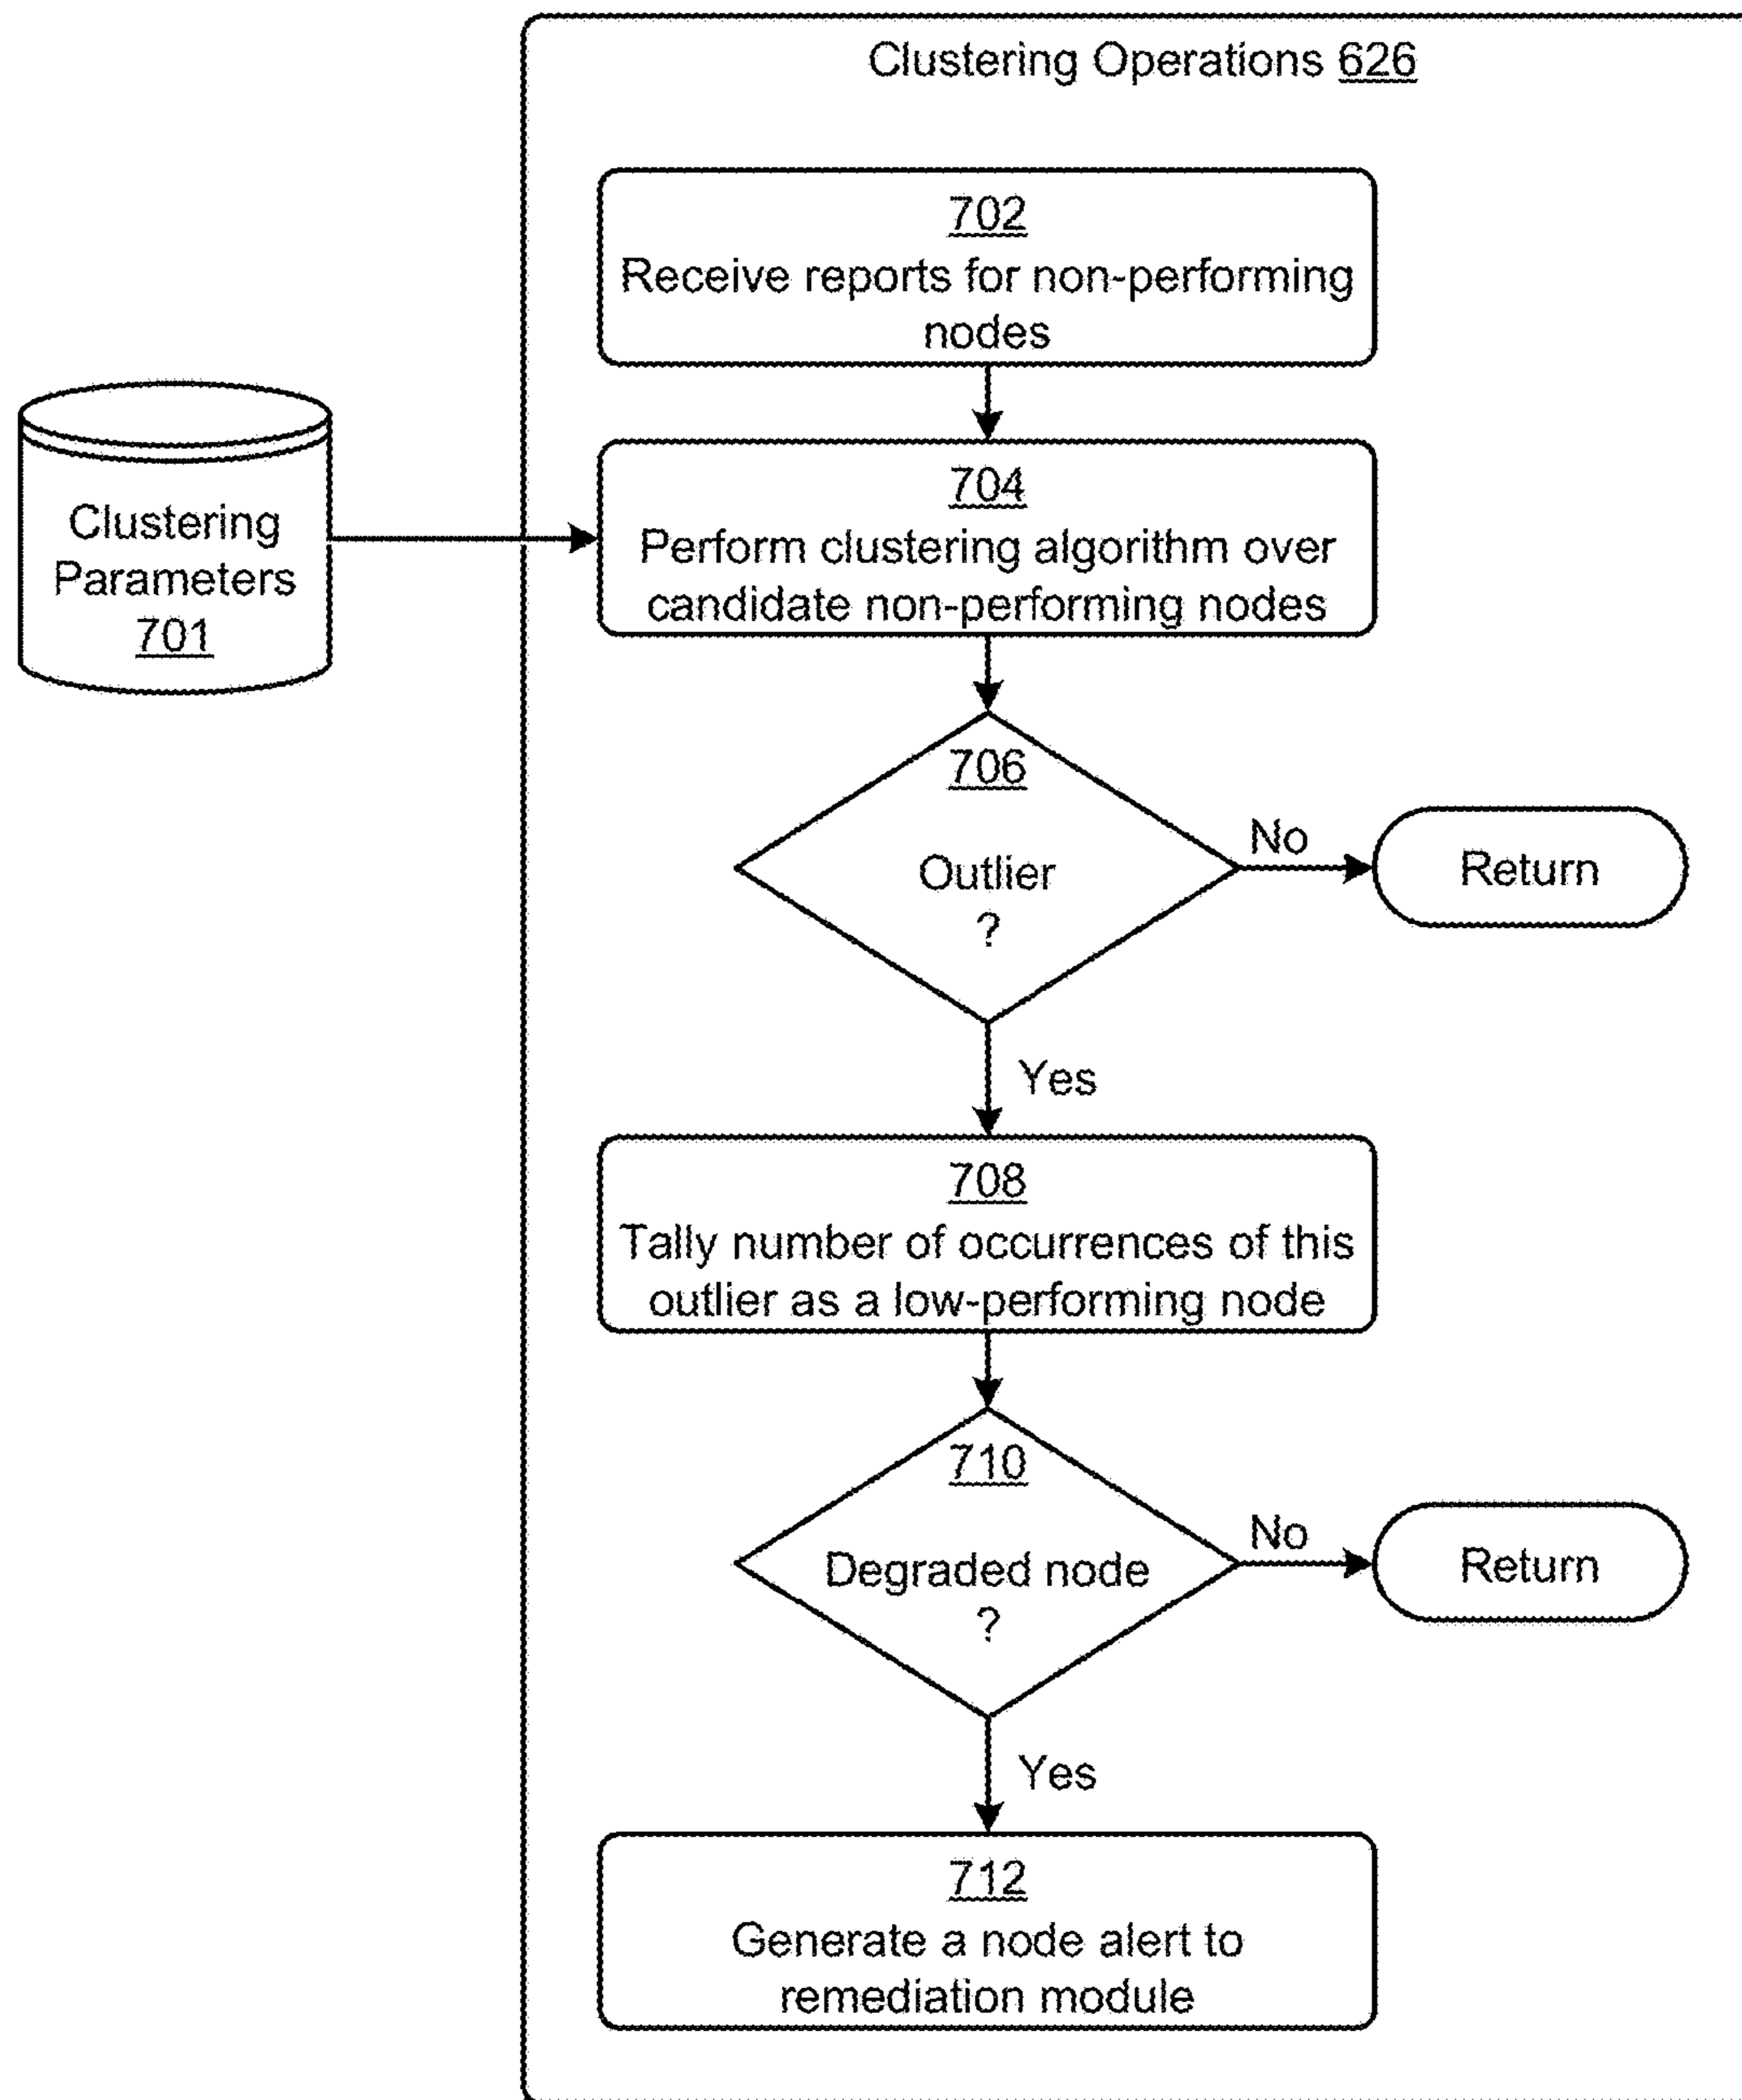 Clustering Operations 626
702
Receive reports for non-performing
nodes
Clustering
Parameters
701
704
Perform clustering algorithm over
candidate non-performing nodes
706
Outlier
?
No
Return
Yes
708
Tally number of occurrences of this
outlier as a low-performing node
710
Degraded node
?
No
Return
Yes
712
Generate a node alert to
remediation module